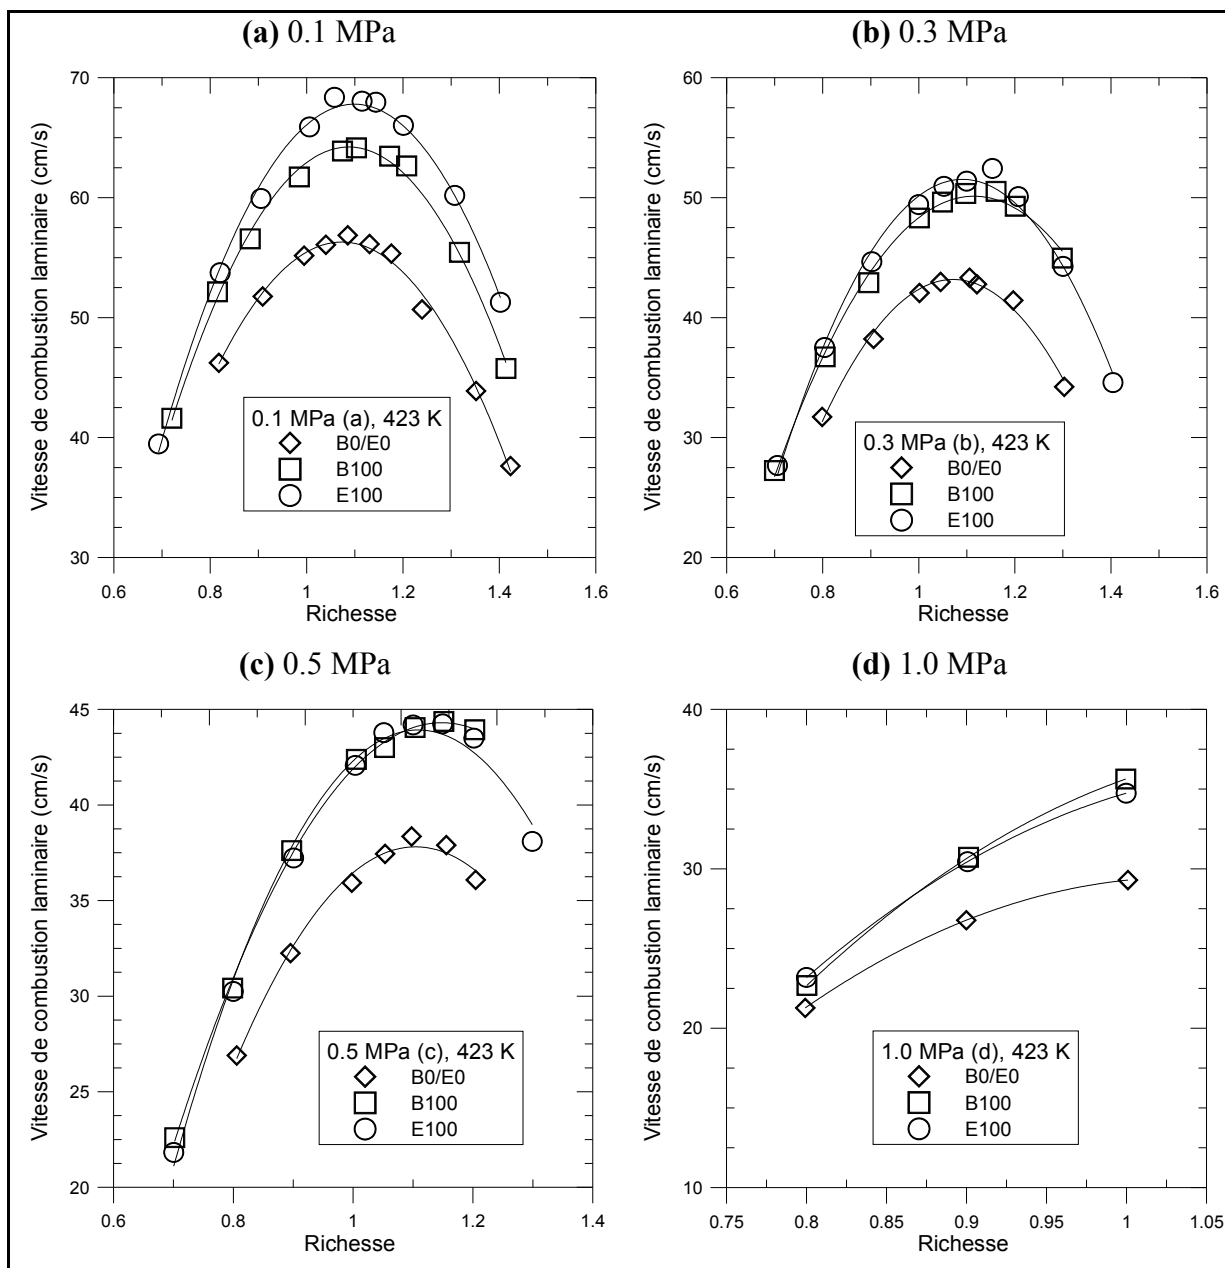 (a) 0.1 MPa
70
60
50
40
30
Vitesse de combustion laminaire (cm/s)
0.1 MPa (a), 423 K
B0/E0
B100
E100
0.6 0.8 1 1.2 1.4 1.6
Richesse
(b) 0.3 MPa
60
50
40
30
20
Vitesse de combustion laminaire (cm/s)
0.3 MPa (b), 423 K
B0/E0
B100
E100
0.6 0.8 1 1.2 1.4 1.6
Richesse
(c) 0.5 MPa
45
40
35
30
25
20
Vitesse de combustion laminaire (cm/s)
0.5 MPa (c), 423 K
B0/E0
B100
E100
0.6 0.8 1 1.2 1.4
Richesse
(d) 1.0 MPa
40
30
20
10
Vitesse de combustion laminaire (cm/s)
1.0 MPa (d), 423 K
B0/E0
B100
E100
0.75 0.8 0.85 0.9 0.95 1 1.05
Richesse